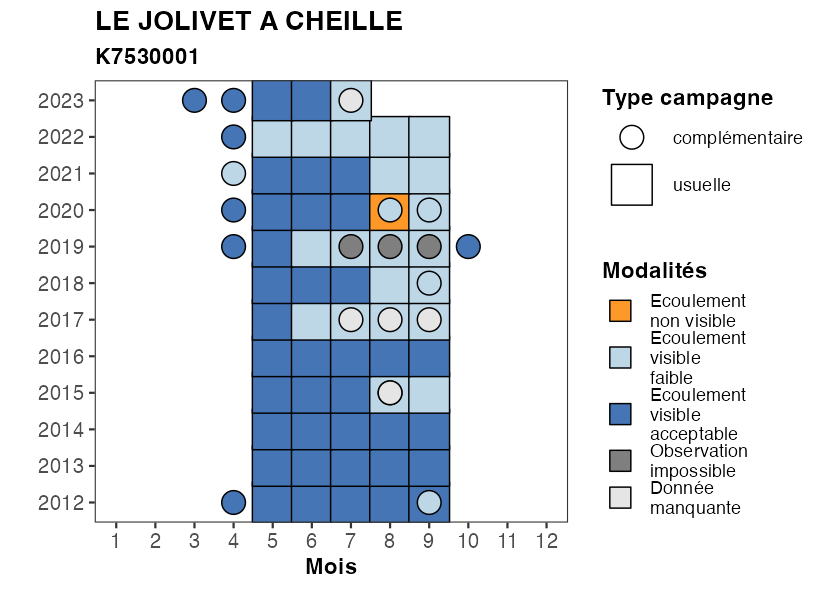 LE JOLIVET A CHEILLE
K7530001
2023
2022
2021
2020
2019
2018
2017
2016
2015
2014
2013
2012
1 2 3 4 5 6 7 8 9 10 11 12
Mois
Type campagne
complémentaire
usuelle
Modalités
Ecoulement
non visible
Ecoulement
visible
faible
Ecoulement
visible
acceptable
Observation
impossible
Donnée
manquante